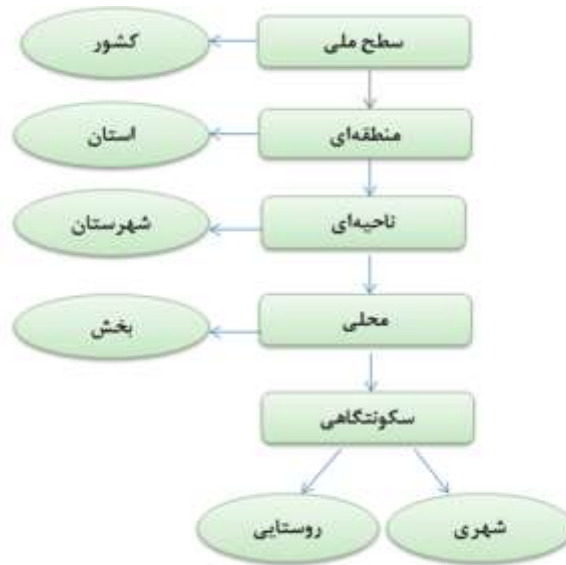 سطح ملی
کشور
منطقه‌ای
استان
ناحیه‌ای
شهرستان
محلی
بخش
سکونتگاهی
شهری
روستایی